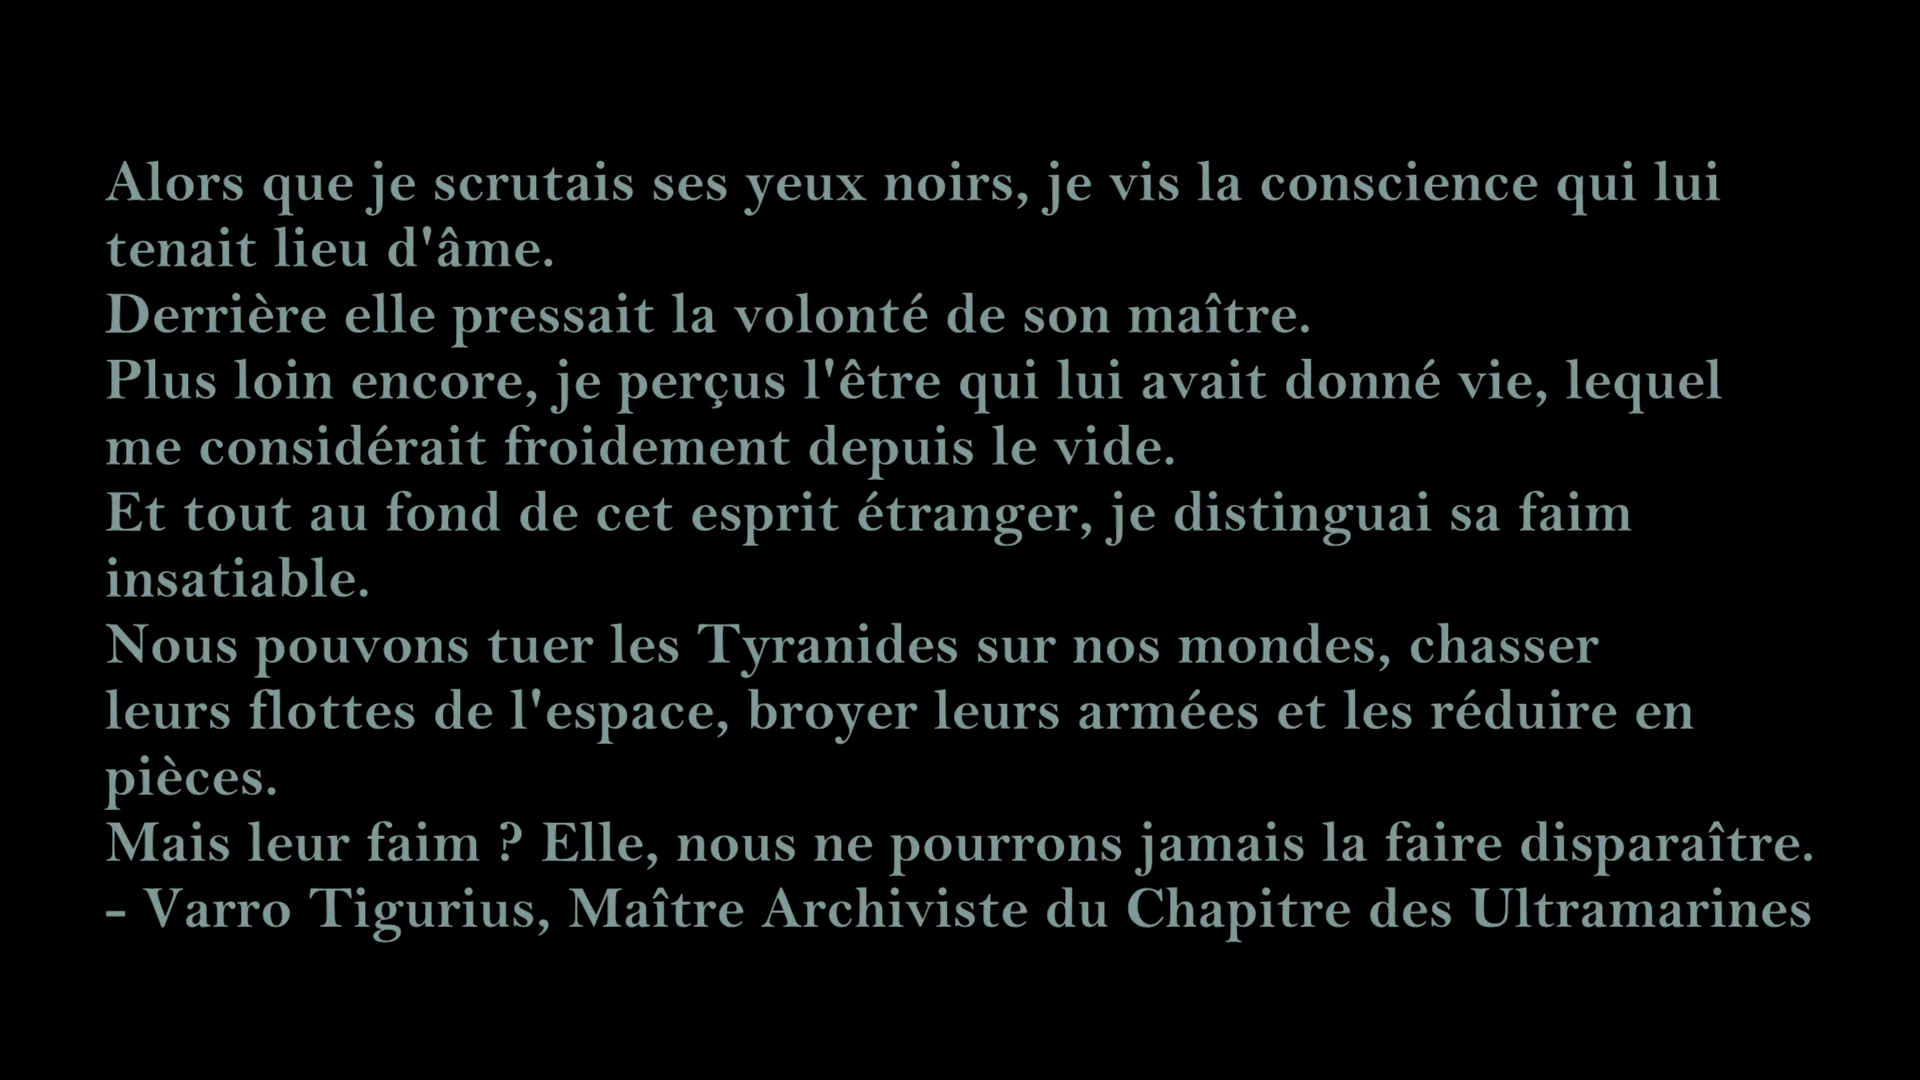 Alors que je scrutais ses yeux noirs, je vis la conscience qui lui
tenait lieu d'âme.
Derrière elle pressait la volonté de son maître.
Plus loin encore, je perçus l'être qui lui avait donné vie, lequel
me considérait froidement depuis le vide.
Et tout au fond de cet esprit étranger, je distinguai sa faim
insatiable.
Nous pouvons tuer les Tyranides sur nos mondes, chasser
leurs flottes de l'espace, broyer leurs armées et les réduire en
pièces.
Mais leur faim ? Elle, nous ne pourrons jamais la faire disparaître.
- Varro Tigurius, Maître Archiviste du Chapitre des Ultramarines